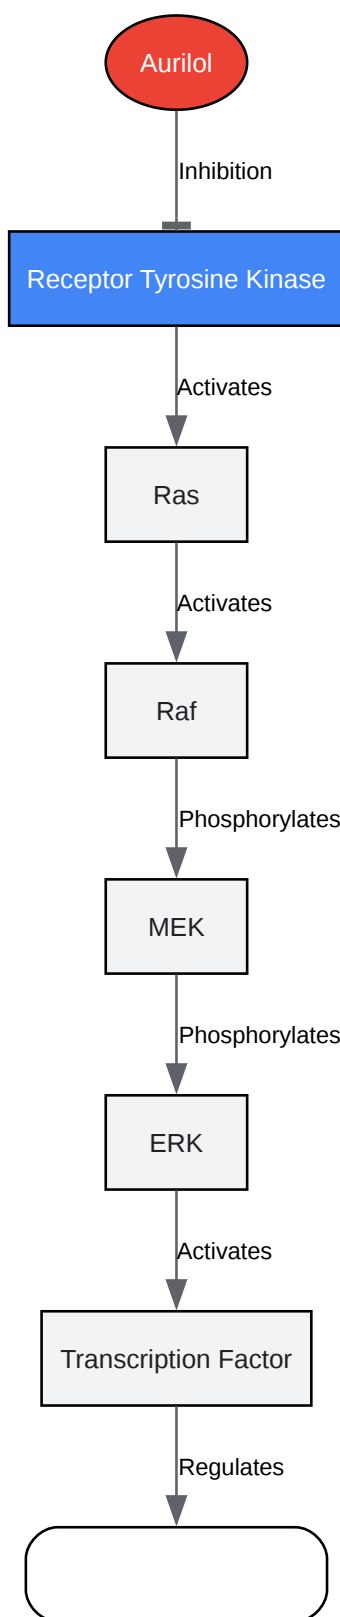 Aurilol
Inhibition
Receptor Tyrosine Kinase
Activates
Ras
Activates
Raf
Phosphorylates
MEK
Phosphorylates
ERK
Activates
Transcription Factor
Regulates